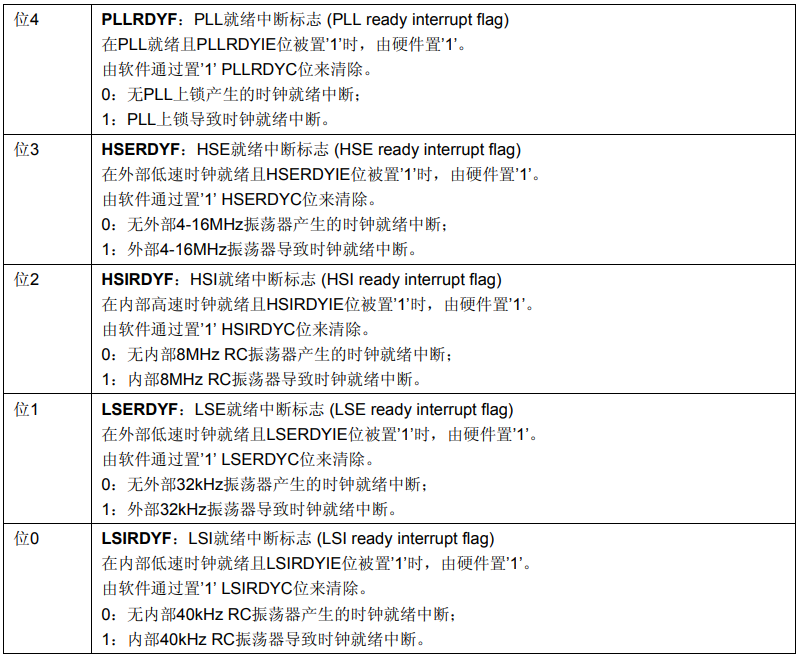 位4
PLLRDYF：PLL就绪中断标志 (PLL ready interrupt flag)
在PLL就绪且PLLRDYIE位被置’1’时，由硬件置’1’。
由软件通过置’1’ PLLRDYC位来清除。
0：无PLL上锁产生的时钟就绪中断；
1：PLL上锁导致时钟就绪中断。
位3
HSERDYF：HSE就绪中断标志 (HSE ready interrupt flag)
在外部低速时钟就绪且HSERDYIE位被置’1’时，由硬件置’1’。
由软件通过置’1’ HSERDYC位来清除。
0：无外部4-16MHz振荡器产生的时钟就绪中断；
1：外部4-16MHz振荡器导致时钟就绪中断。
位2
HSIRDYF：HSI就绪中断标志 (HSI ready interrupt flag)
在内部高速时钟就绪且HSIRDYIE位被置’1’时，由硬件置’1’。
由软件通过置’1’ HSIRDYC位来清除。
0：无内部8MHz RC振荡器产生的时钟就绪中断；
1：内部8MHz RC振荡器导致时钟就绪中断。
位1
LSERDYF：LSE就绪中断标志 (LSE ready interrupt flag)
在外部低速时钟就绪且LSERDYIE位被置’1’时，由硬件置’1’。
由软件通过置’1’ LSERDYC位来清除。
0：无外部32kHz振荡器产生的时钟就绪中断；
1：外部32kHz振荡器导致时钟就绪中断。
位0
LSIRDYF：LSI就绪中断标志 (LSI ready interrupt flag)
在内部低速时钟就绪且LSIRDYIE位被置’1’时，由硬件置’1’。
由软件通过置’1’ LSIRDYC位来清除。
0：无内部40kHz RC振荡器产生的时钟就绪中断；
1：内部40kHz RC振荡器导致时钟就绪中断。